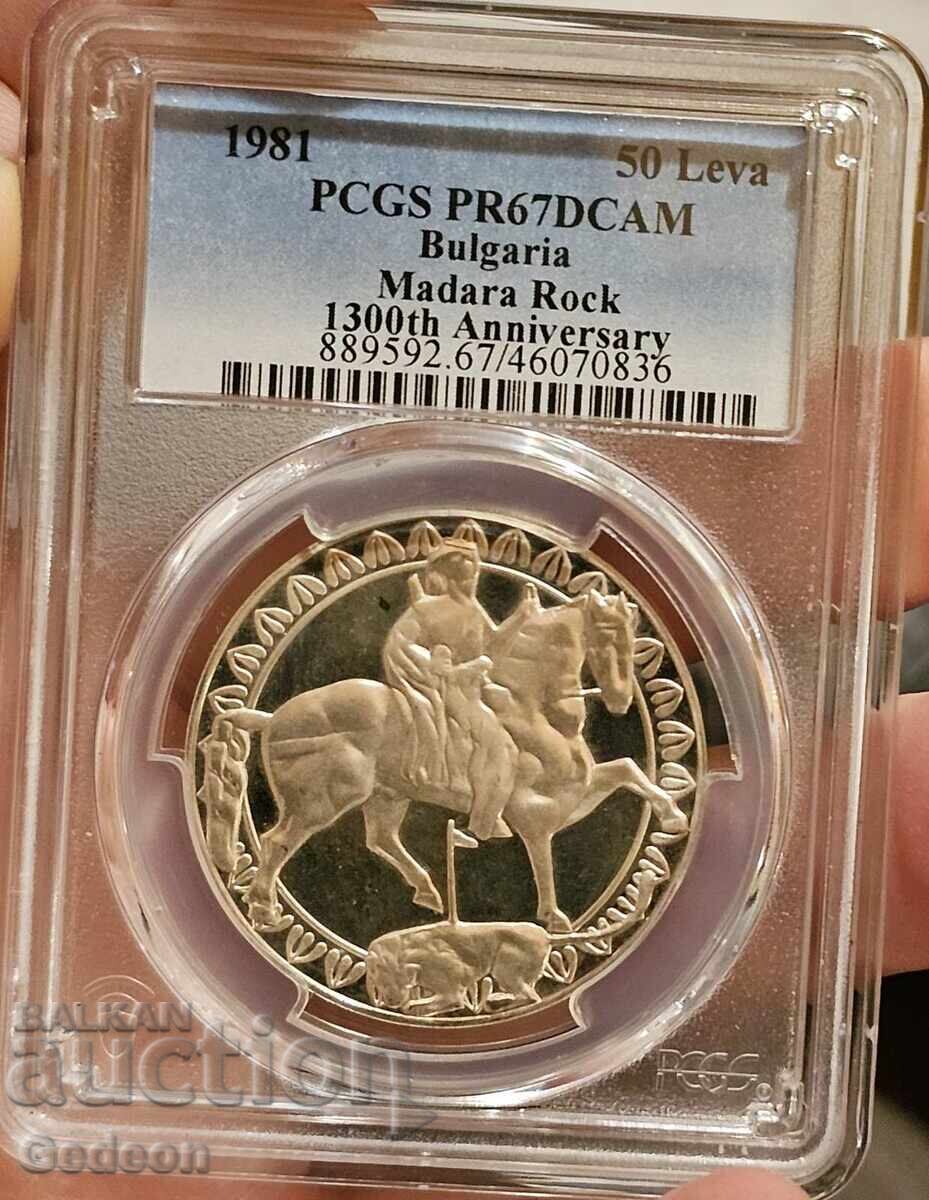 1981 50 Leva
PCGS PR67DCAM
Bulgaria
Madara Rock
1300th Anniversary
889592.67/46070836
BALKAN
auction
Gedeon
PCGS